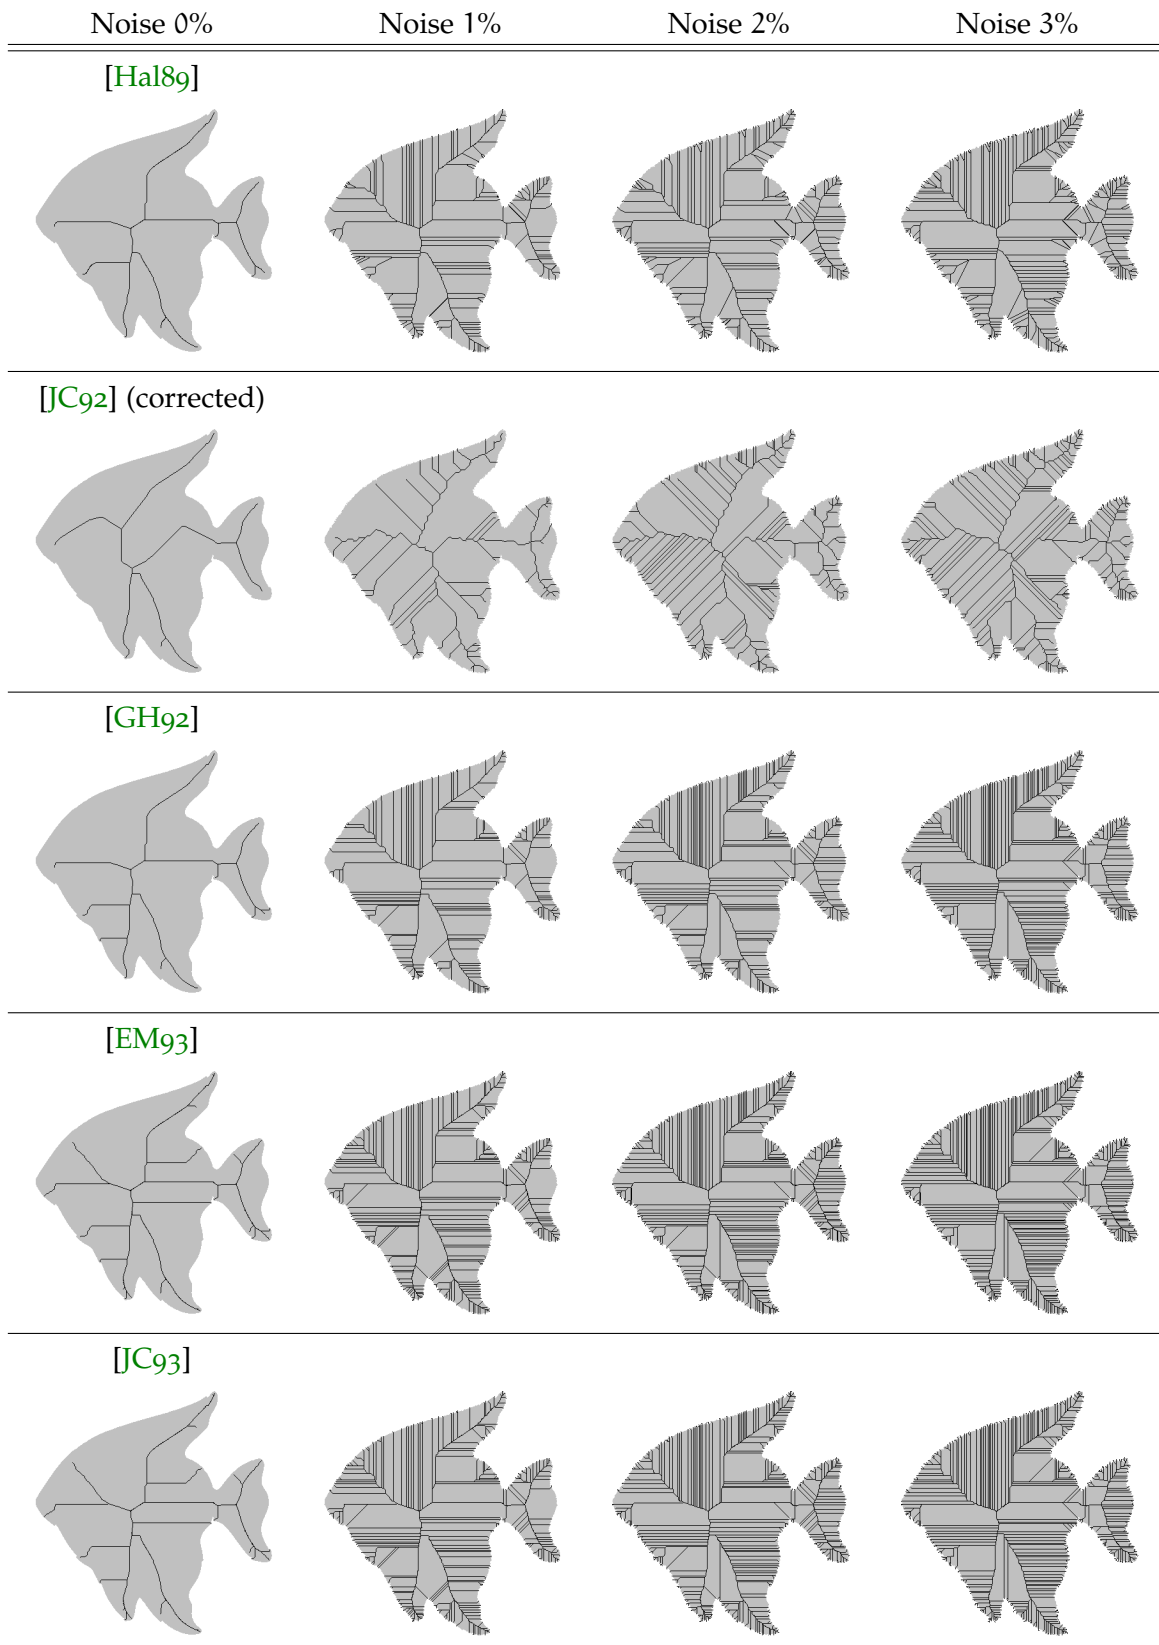 Noise 0% Noise 1% Noise 2% Noise 3%
[Hal89]
[JC92] (corrected)
[GH92]
[EM93]
[JC93]